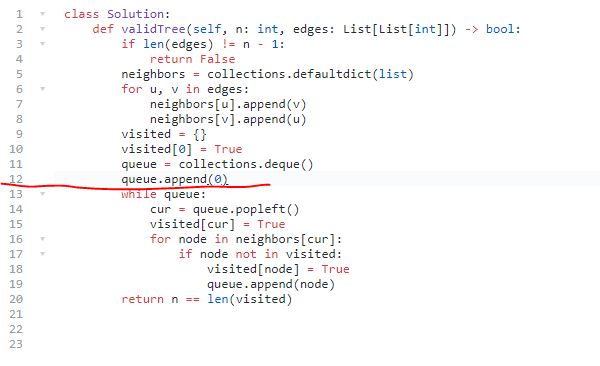 1 class Solution:
2 def validTree(self, n: int, edges: List[List[int]]) -> bool:
3 if len(edges) != n - 1:
4 return False
5 neighbors = collections.defaultdict(list)
6 for u, v in edges:
7 neighbors[u].append(v)
8 neighbors[v].append(u)
9 visited = {}
10 visited[0] = True
11 queue = collections.deque()
12 queue.append(0)
13 while queue:
14 cur = queue.popleft()
15 visited[cur] = True
16 for node in neighbors[cur]:
17 if node not in visited:
18 visited[node] = True
19 queue.append(node)
20 return n == len(visited)
21
22
23